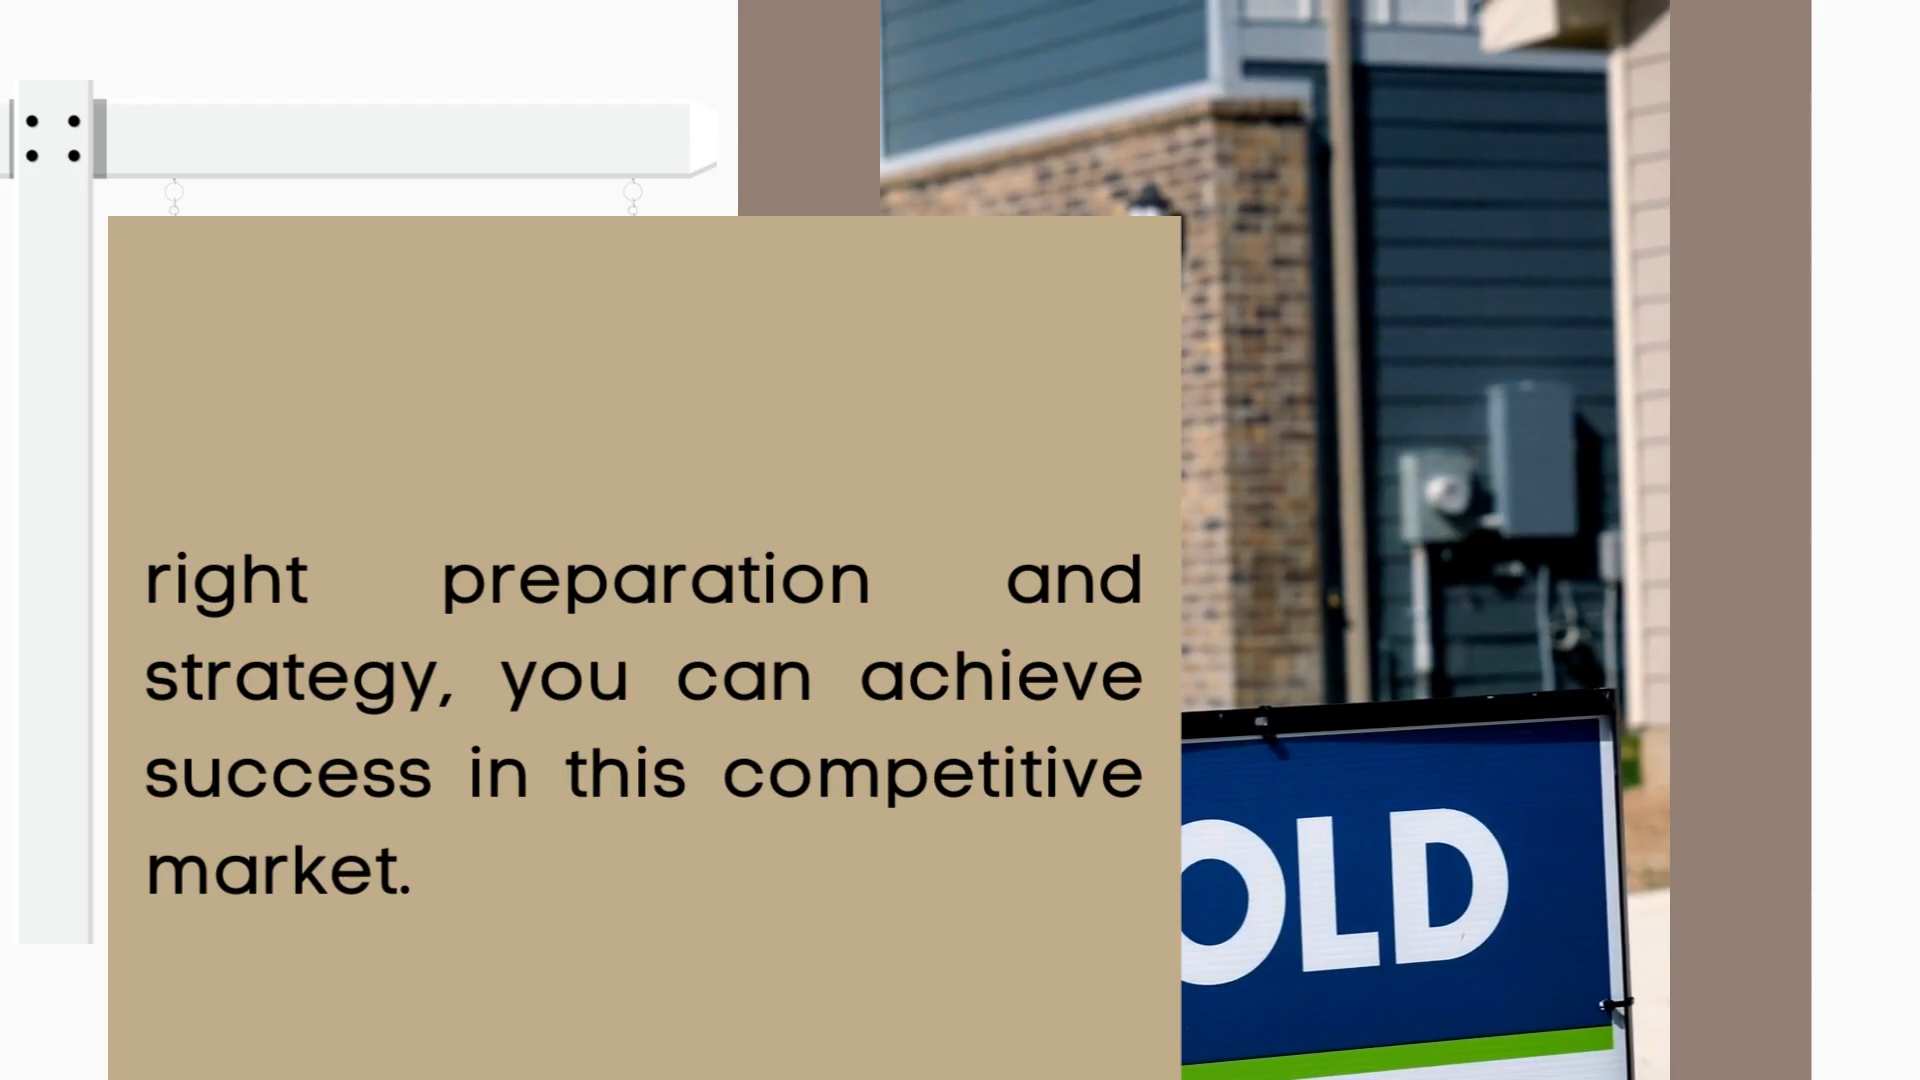 right preparation and
strategy, you can achieve
success in this competitive
market.
OLD